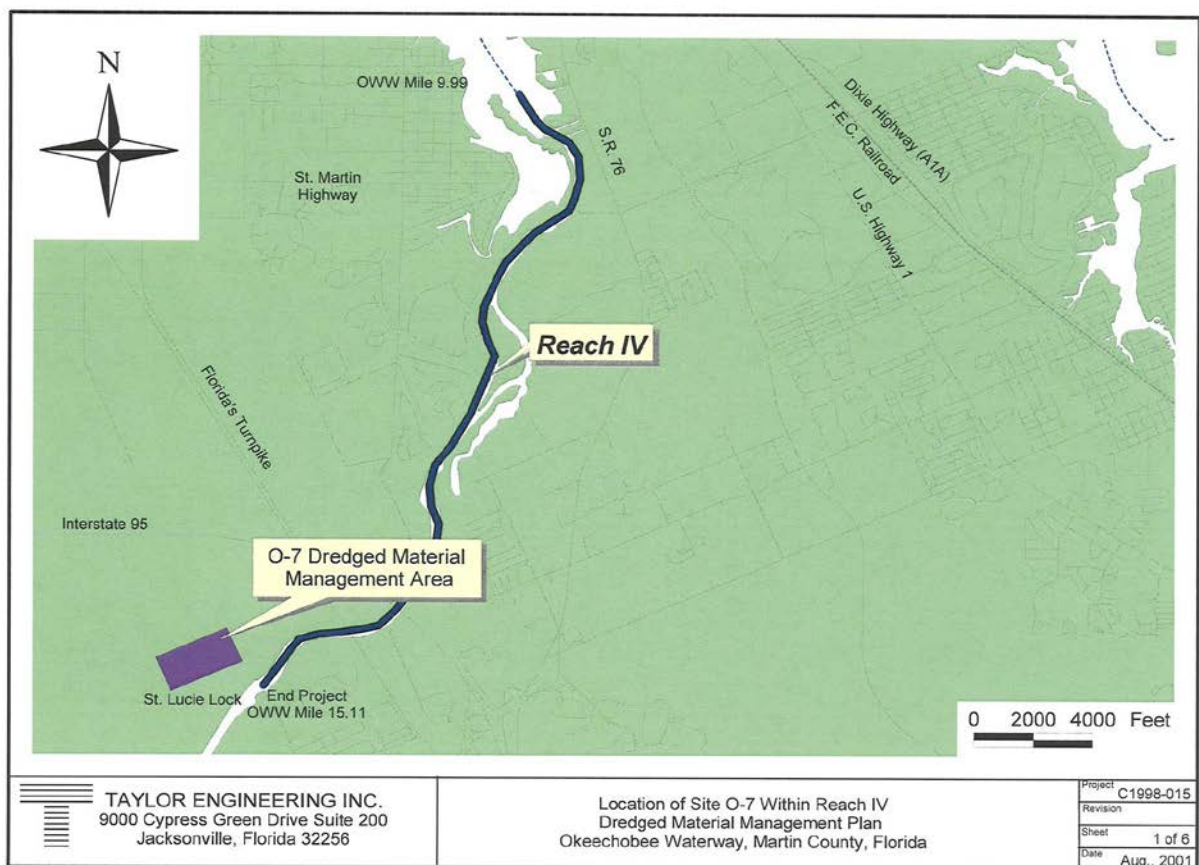 N
OWW Mile 9.99
St. Martin
Highway
S.R. 76
Dixie Highway (A1A)
F.E.C. Railroad
U.S. Highway 1
Reach IV
Florida's Turnpike
Interstate 95
O-7 Dredged Material
Management Area
St. Lucie Lock
End Project
OWW Mile 15.11
0 2000 4000 Feet
TAYLOR ENGINEERING INC.
9000 Cypress Green Drive Suite 200
Jacksonville, Florida 32256
Location of Site O-7 Within Reach IV
Dredged Material Management Plan
Okeechobee Waterway, Martin County, Florida
Project C1998-015
Revision
Sheet 1 of 6
Date Aug., 2001